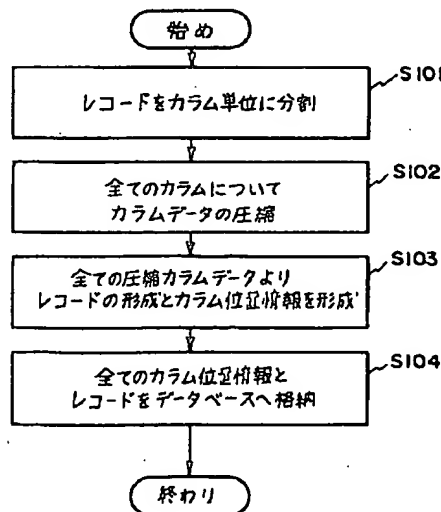 始め
S101
レコードをカラム単位に分割
S102
全てのカラムについて
カラムデータの圧縮
S103
全ての圧縮カラムデータより
レコードの形成とカラム位置情報を形成
S104
全てのカラム位置情報と
レコードをデータベースへ格納
終わり